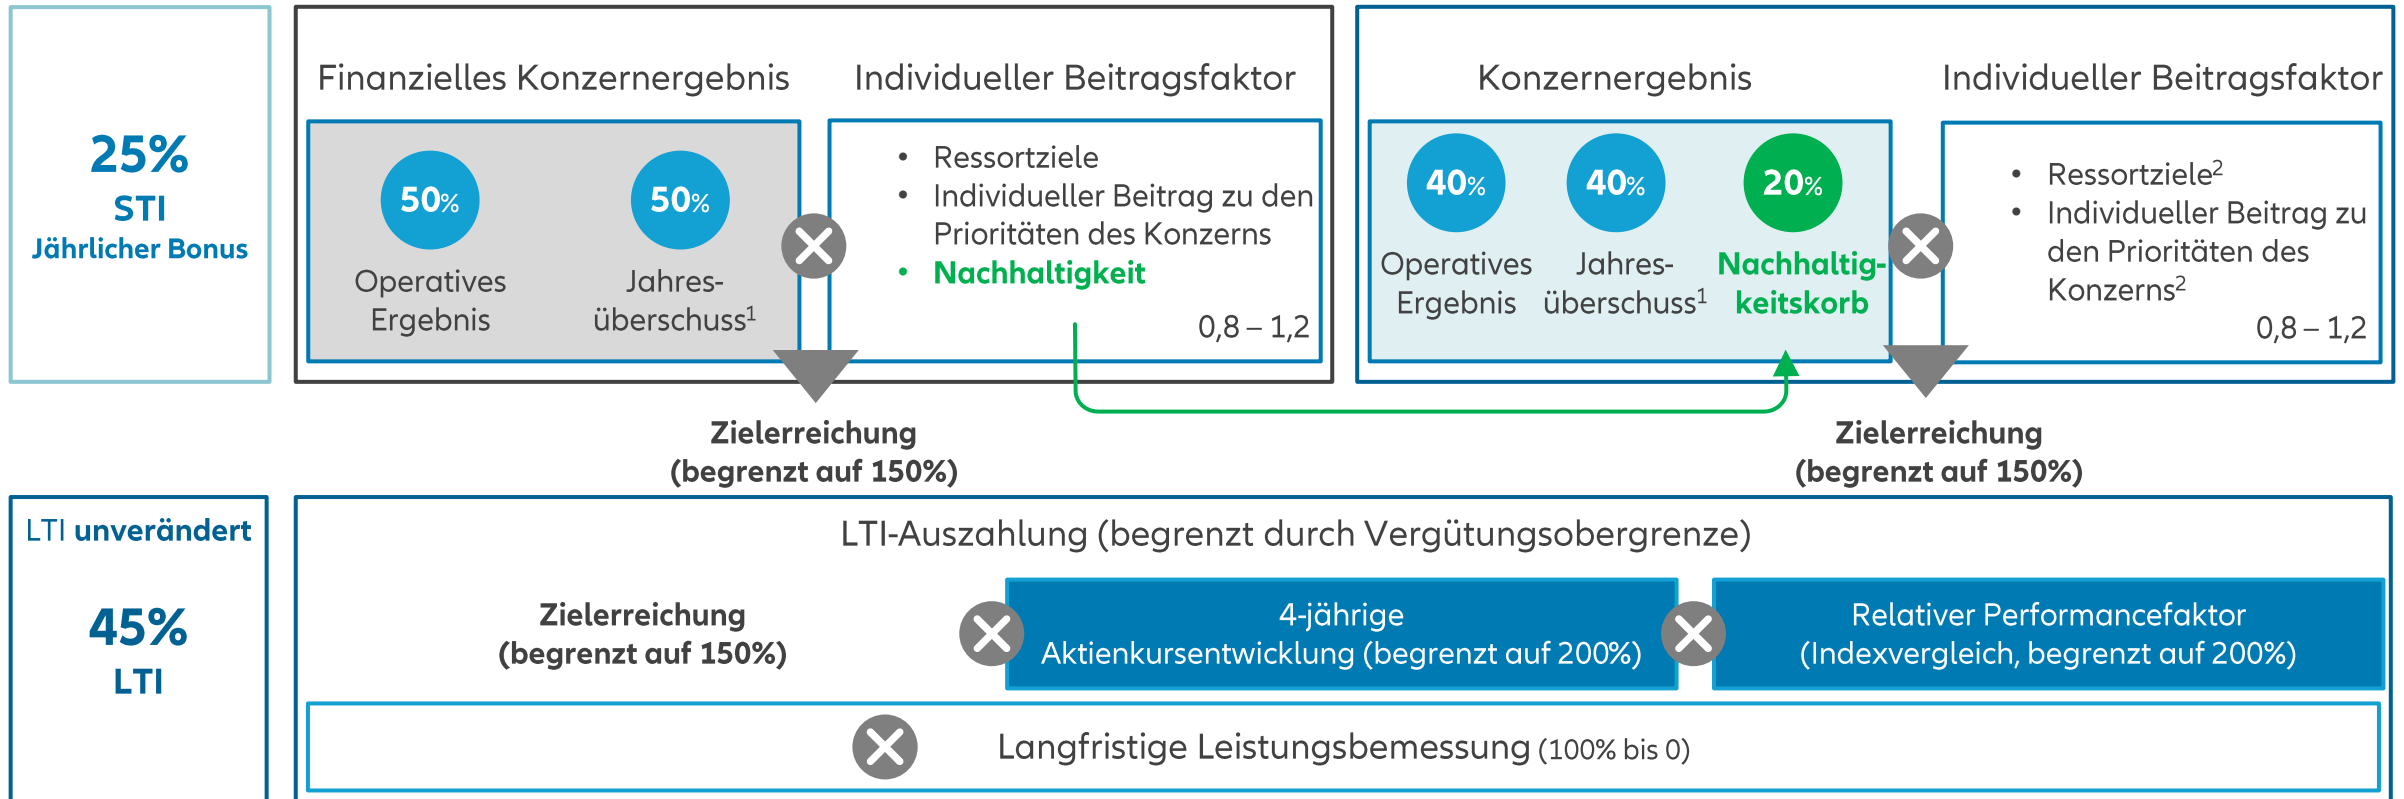 25%
STI
Jährlicher Bonus
Finanzielles Konzernergebnis
50%
Operatives
Ergebnis
50%
Jahres-
überschuss1
Individueller Beitragsfaktor
• Ressortziele
• Individueller Beitrag zu den
Prioritäten des Konzerns
• Nachhaltigkeit
0,8 – 1,2
Zielerreichung
(begrenzt auf 150%)
Konzernergebnis
40%
Operatives
Ergebnis
40%
Jahres-
überschuss1
20%
Nachhaltig-
keitskorb
Individueller Beitragsfaktor
• Ressortziele2
• Individueller Beitrag zu
den Prioritäten des
Konzerns2
0,8 – 1,2
Zielerreichung
(begrenzt auf 150%)
LTI unverändert
45%
LTI
LTI-Auszahlung (begrenzt durch Vergütungsobergrenze)
Zielerreichung
(begrenzt auf 150%)
4-jährige
Aktienkursentwicklung (begrenzt auf 200%)
Relativer Performancefaktor
(Indexvergleich, begrenzt auf 200%)
Langfristige Leistungsbemessung (100% bis 0)